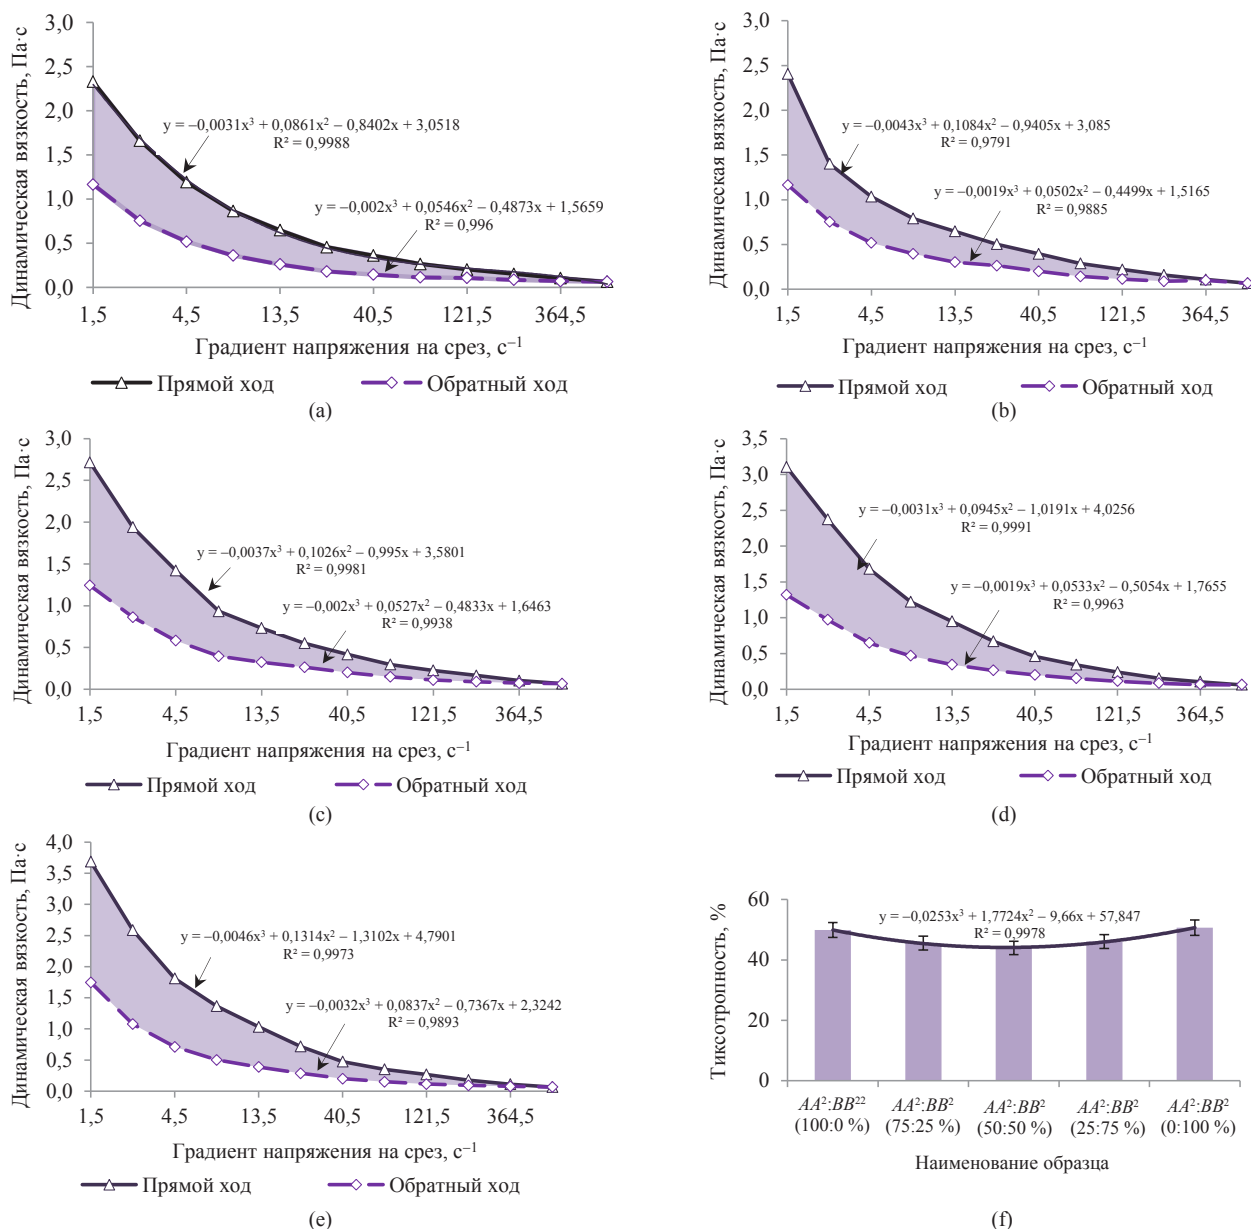 Динамическая вязкость, Па·с
3,0
2,5
2,0
1,5
1,0
0,5
0,0
y = –0,0031x³ + 0,0861x² – 0,8402x + 3,0518
R² = 0,9988
y = –0,002x³ + 0,0546x² – 0,4873x + 1,5659
R² = 0,996
1,5 4,5 13,5 40,5 121,5 364,5
Градиент напряжения на срез, с⁻¹
Прямой ход Обратный ход
(a)
Динамическая вязкость, Па·с
3,0
2,5
2,0
1,5
1,0
0,5
0,0
y = –0,0043x³ + 0,1084x² – 0,9405x + 3,085
R² = 0,9791
y = –0,0019x³ + 0,0502x² – 0,4499x + 1,5165
R² = 0,9885
1,5 4,5 13,5 40,5 121,5 364,5
Градиент напряжения на срез, с⁻¹
Прямой ход Обратный ход
(b)
Динамическая вязкость, Па·с
3,0
2,5
2,0
1,5
1,0
0,5
0,0
y = –0,0037x³ + 0,1026x² – 0,995x + 3,5801
R² = 0,9981
y = –0,002x³ + 0,0527x² – 0,4833x + 1,6463
R² = 0,9938
1,5 4,5 13,5 40,5 121,5 364,5
Градиент напряжения на срез, с⁻¹
Прямой ход Обратный ход
(c)
Динамическая вязкость, Па·с
3,5
3,0
2,5
2,0
1,5
1,0
0,5
0,0
y = –0,0031x³ + 0,0945x² – 1,0191x + 4,0256
R² = 0,9991
y = –0,0019x³ + 0,0533x² – 0,5054x + 1,7655
R² = 0,9963
1,5 4,5 13,5 40,5 121,5 364,5
Градиент напряжения на срез, с⁻¹
Прямой ход Обратный ход
(d)
Динамическая вязкость, Па·с
4,0
3,5
3,0
2,5
2,0
1,5
1,0
0,5
0,0
y = –0,0046x³ + 0,1314x² – 1,3102x + 4,7901
R² = 0,9973
y = –0,0032x³ + 0,0837x² – 0,7367x + 2,3242
R² = 0,9893
1,5 4,5 13,5 40,5 121,5 364,5
Градиент напряжения на срез, с⁻¹
Прямой ход Обратный ход
(e)
Тиксотропность, %
60
40
20
0
y = –0,0253x³ + 1,7724x² – 9,66x + 57,847
R² = 0,9978
AA²:BB²² AA²:BB² AA²:BB² AA²:BB² AA²:BB²
(100:0 %) (75:25 %) (50:50 %) (25:75 %) (0:100 %)
Наименование образца
(f)